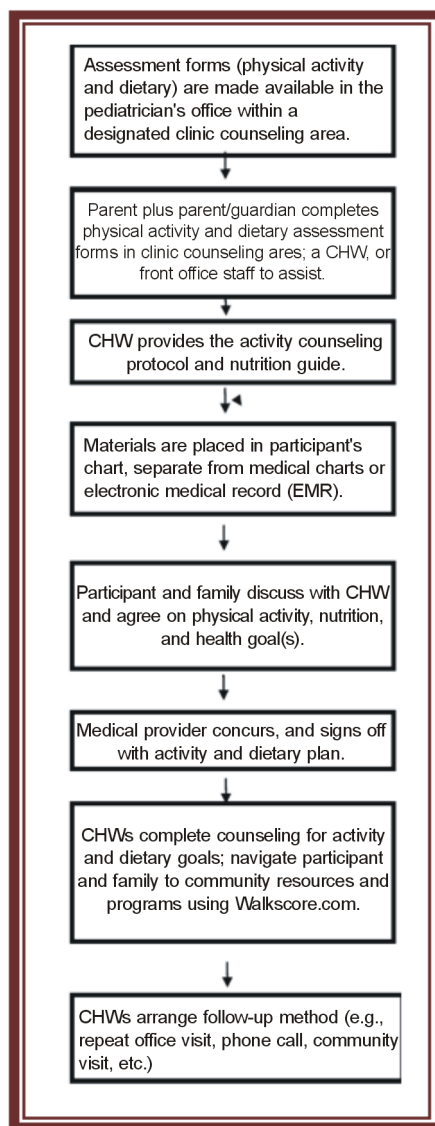 Assessment forms (physical activity
and dietary) are made available in the
pediatrician's office within a
designated clinic counseling area.
Parent plus parent/guardian completes
physical activity and dietary assessment
forms in clinic counseling ares; a CHW, or
front office staff to assist.
CHW provides the activity counseling
protocol and nutrition guide.
Materials are placed in participant's
chart, separate from medical charts or
electronic medical record (EMR).
Participant and family discuss with CHW
and agree on physical activity, nutrition,
and health goal(s).
Medical provider concurs, and signs off
with activity and dietary plan.
CHWs complete counseling for activity
and dietary goals; navigate participant
and family to community resources and
programs using Walkscore.com.
CHWs arrange follow-up method (e.g.,
repeat office visit, phone call, community
visit, etc.)